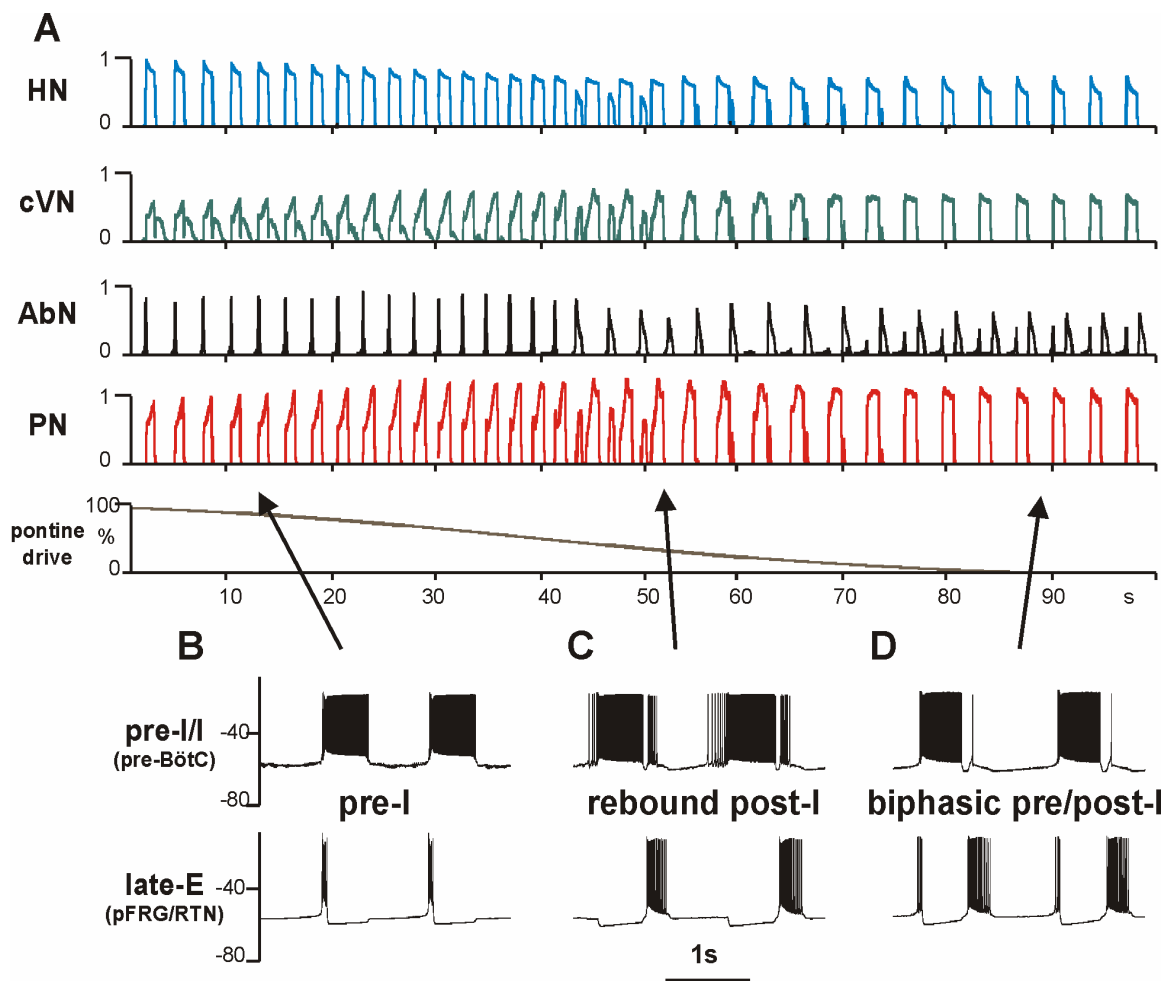 A
HN
1
0
cVN
1
0
AbN
1
0
PN
1
0
pontine drive
100
%
0
10 20 30 40 50 60 70 80 90 s
B C D
pre-I/I
(pre-BötC)
-40
-80
pre-I rebound post-I biphasic pre/post-I
late-E
(pFRG/RTN)
-40
-80
1s